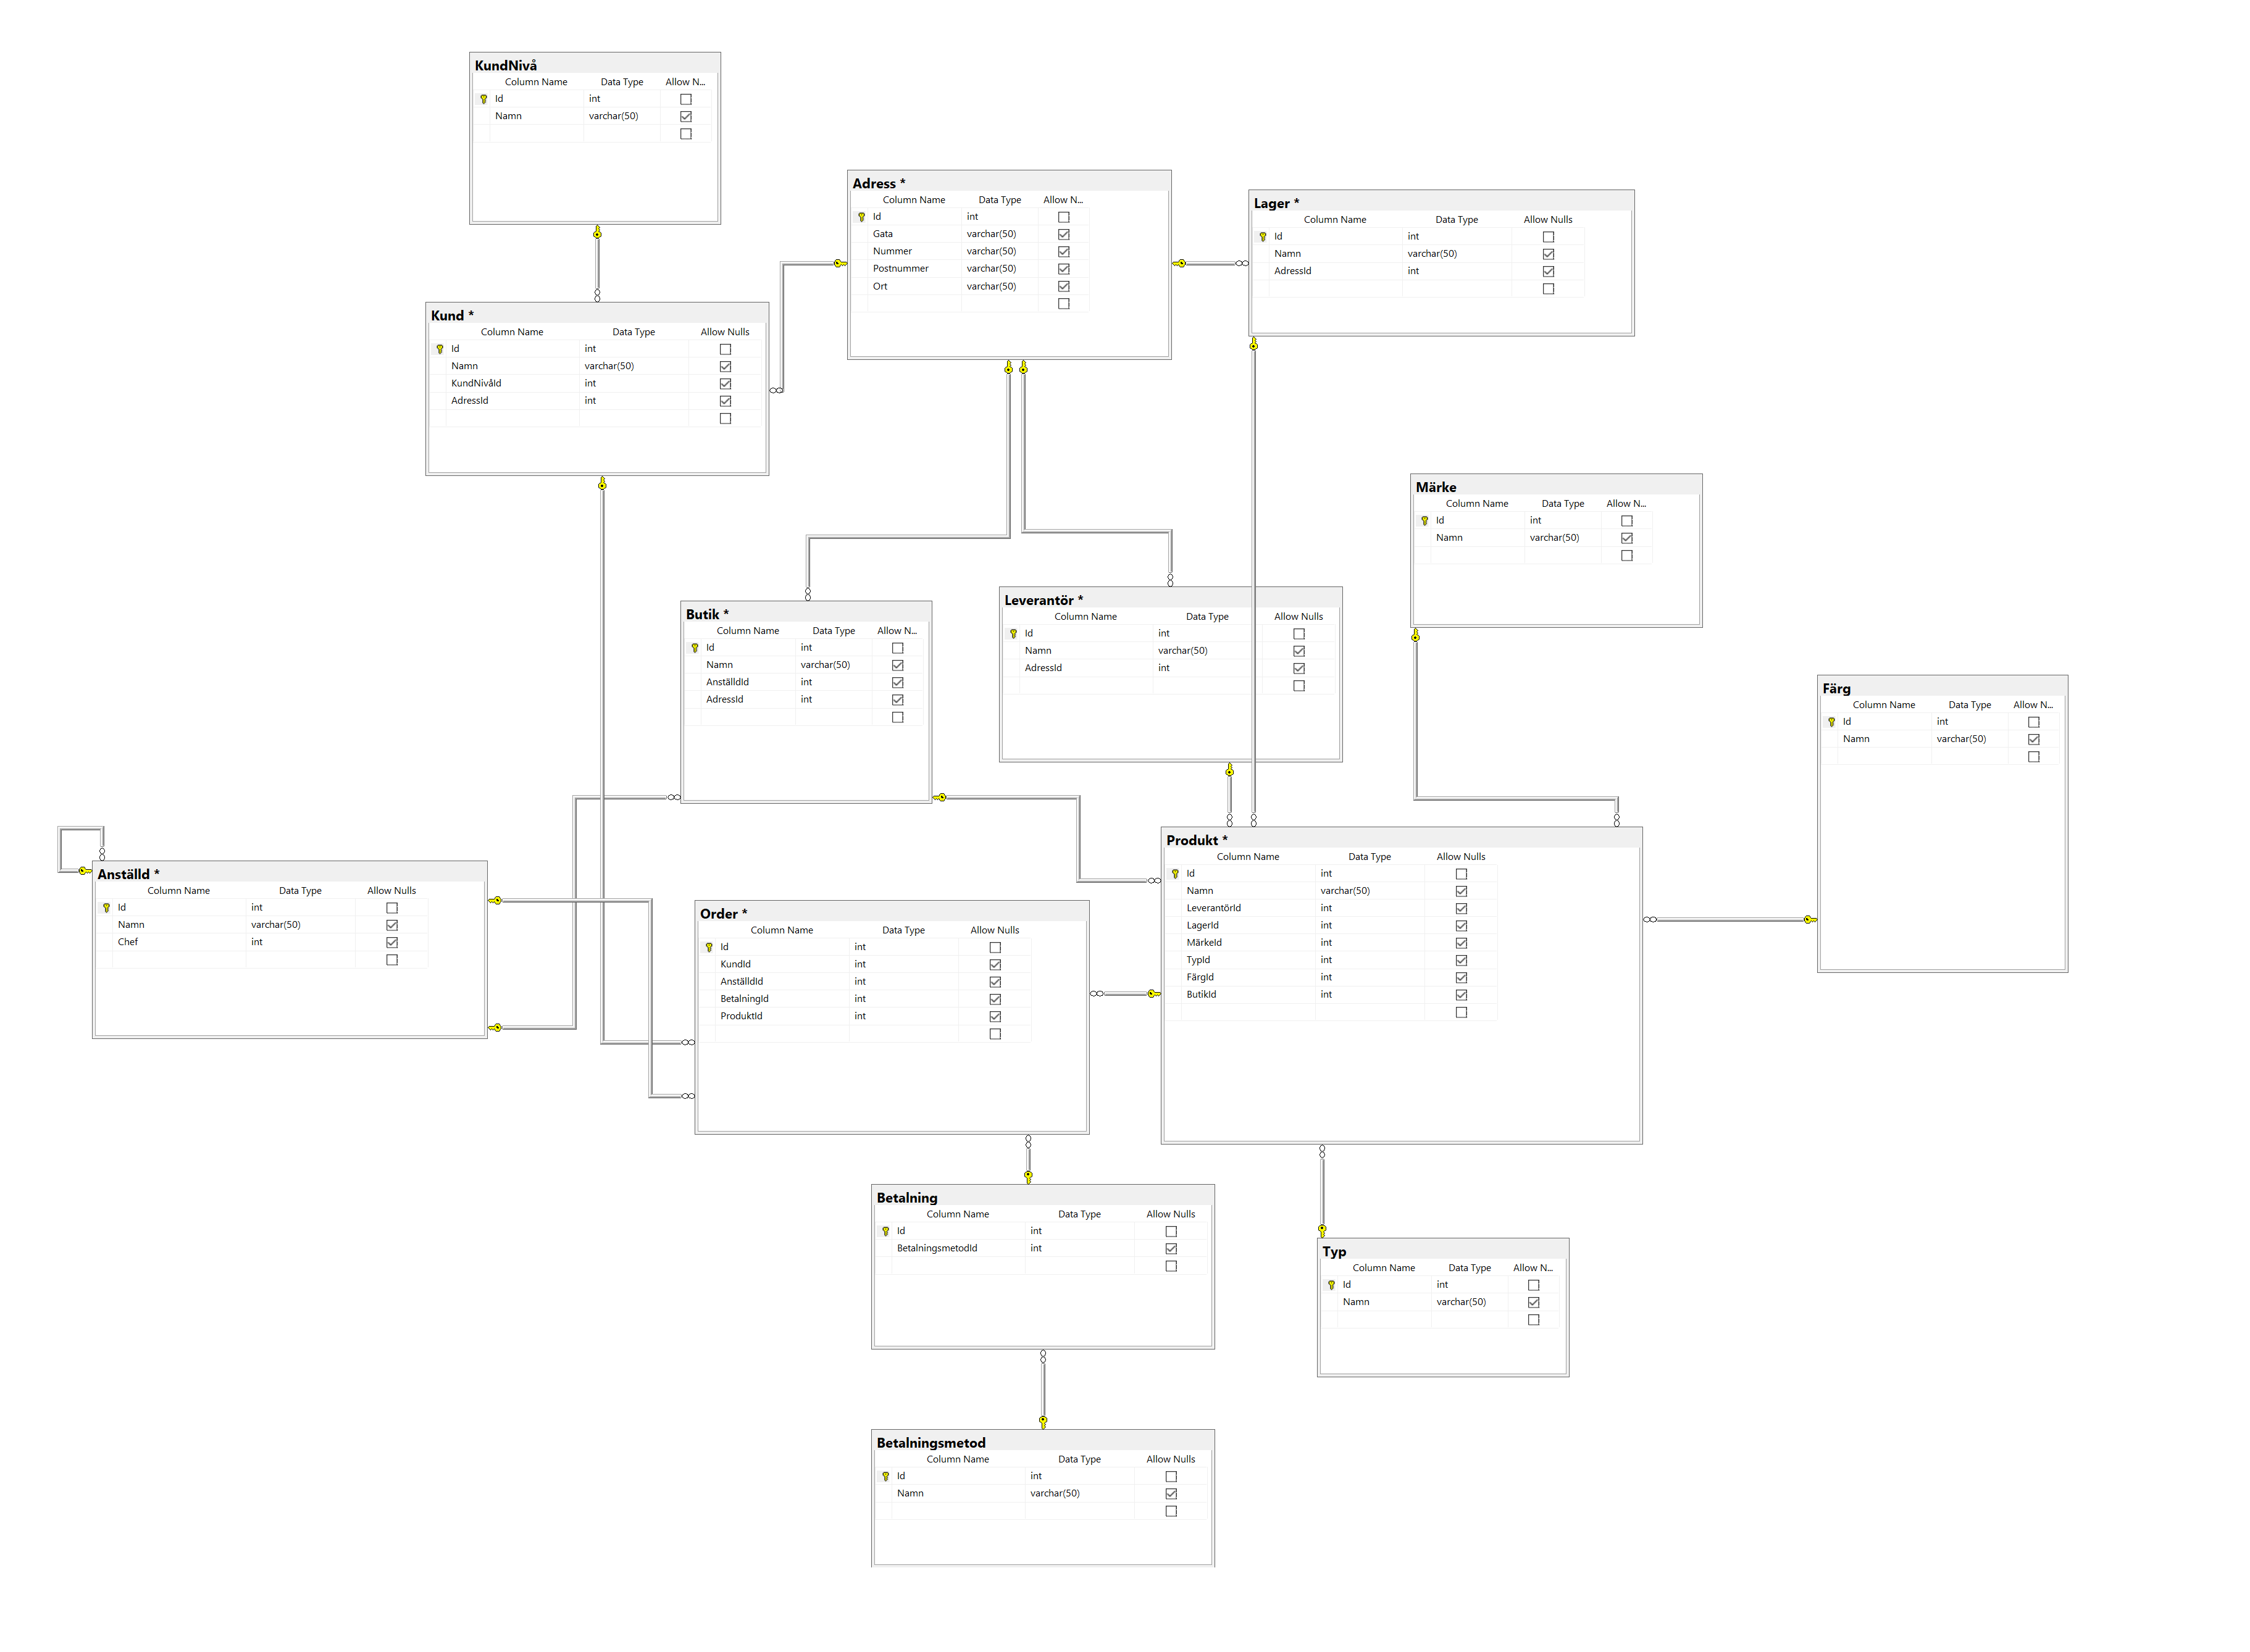 KundNivå
Column Name Data Type Allow N...
Id int
Namn varchar(50)
Adress *
Column Name Data Type Allow N...
Id int
Gata varchar(50)
Nummer varchar(50)
Postnummer varchar(50)
Ort varchar(50)
Lager *
Column Name Data Type Allow Nulls
Id int
Namn varchar(50)
AdressId int
Kund *
Column Name Data Type Allow Nulls
Id int
Namn varchar(50)
KundNivåId int
AdressId int
Märke
Column Name Data Type Allow N...
Id int
Namn varchar(50)
Butik *
Column Name Data Type Allow N...
Id int
Namn varchar(50)
AnställdId int
AdressId int
Leverantör *
Column Name Data Type Allow Nulls
Id int
Namn varchar(50)
AdressId int
Färg
Column Name Data Type Allow N...
Id int
Namn varchar(50)
Anställd *
Column Name Data Type Allow Nulls
Id int
Namn varchar(50)
Chef int
Order *
Column Name Data Type Allow Nulls
Id int
KundId int
AnställdId int
BetalningId int
ProduktId int
Produkt *
Column Name Data Type Allow Nulls
Id int
Namn varchar(50)
LeverantörId int
LagerId int
MärkeId int
TypId int
FärgId int
ButikId int
Betalning
Column Name Data Type Allow Nulls
Id int
BetalningsmetodId int
Typ
Column Name Data Type Allow N...
Id int
Namn varchar(50)
Betalningsmetod
Column Name Data Type Allow Nulls
Id int
Namn varchar(50)